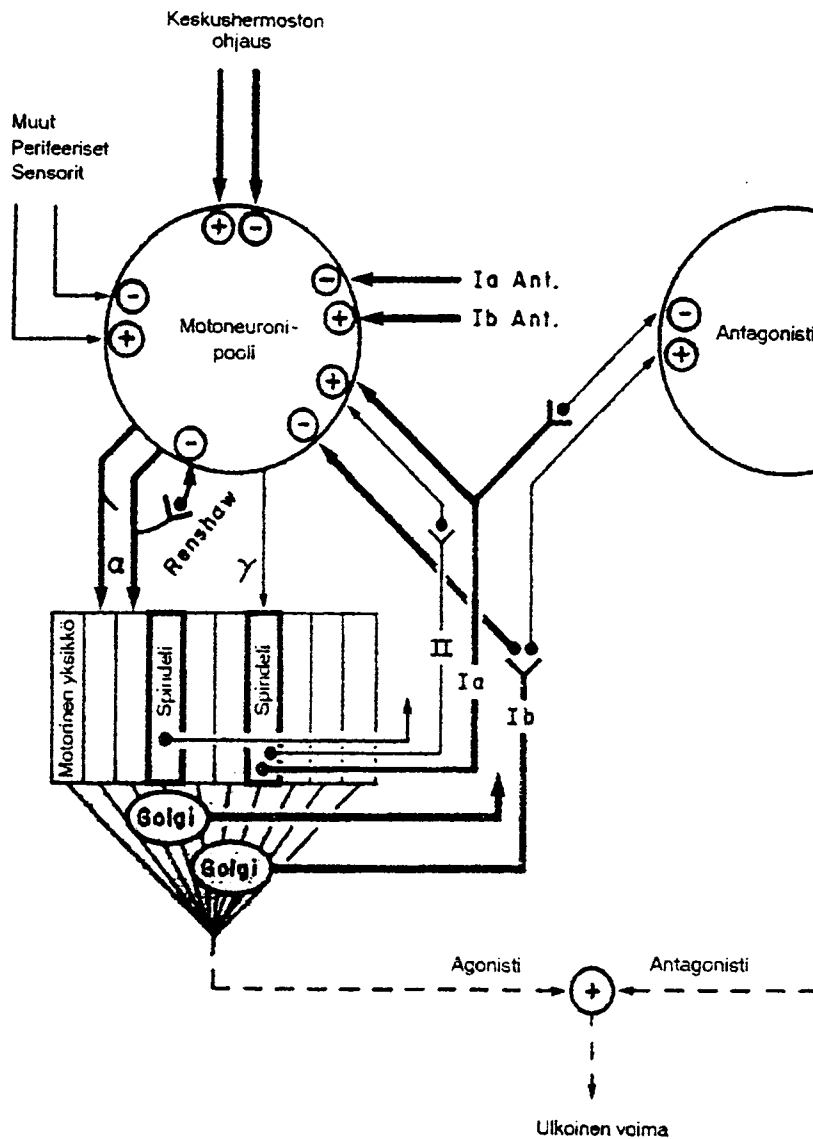 Keskushermoston
ohjaus
Muut
Perifeeriset
Sensorit
+ -
-
+
-
+
+
-
-
Motoneuroni-
pooli
Ia Ant.
Ib Ant.
-
+
Antagonisti
α
Renshaw
γ
Motorinen yksikkö
Spindeli
Spindeli
II
Ia
Ib
Golgi
Golgi
Agonisti
+
Antagonisti
Ulkoinen voima